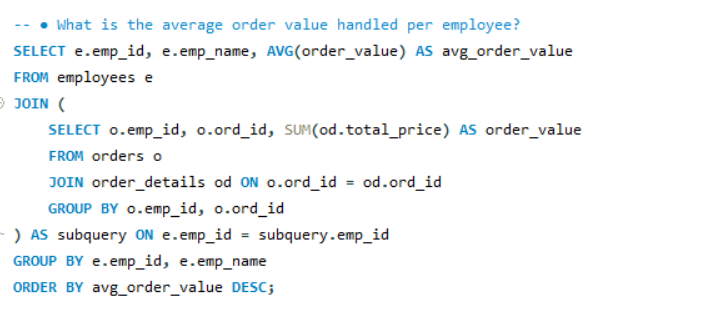 -- • What is the average order value handled per employee?
SELECT e.emp_id, e.emp_name, AVG(order_value) AS avg_order_value
FROM employees e
JOIN (
SELECT o.emp_id, o.ord_id, SUM(od.total_price) AS order_value
FROM orders o
JOIN order_details od ON o.ord_id = od.ord_id
GROUP BY o.emp_id, o.ord_id
) AS subquery ON e.emp_id = subquery.emp_id
GROUP BY e.emp_id, e.emp_name
ORDER BY avg_order_value DESC;